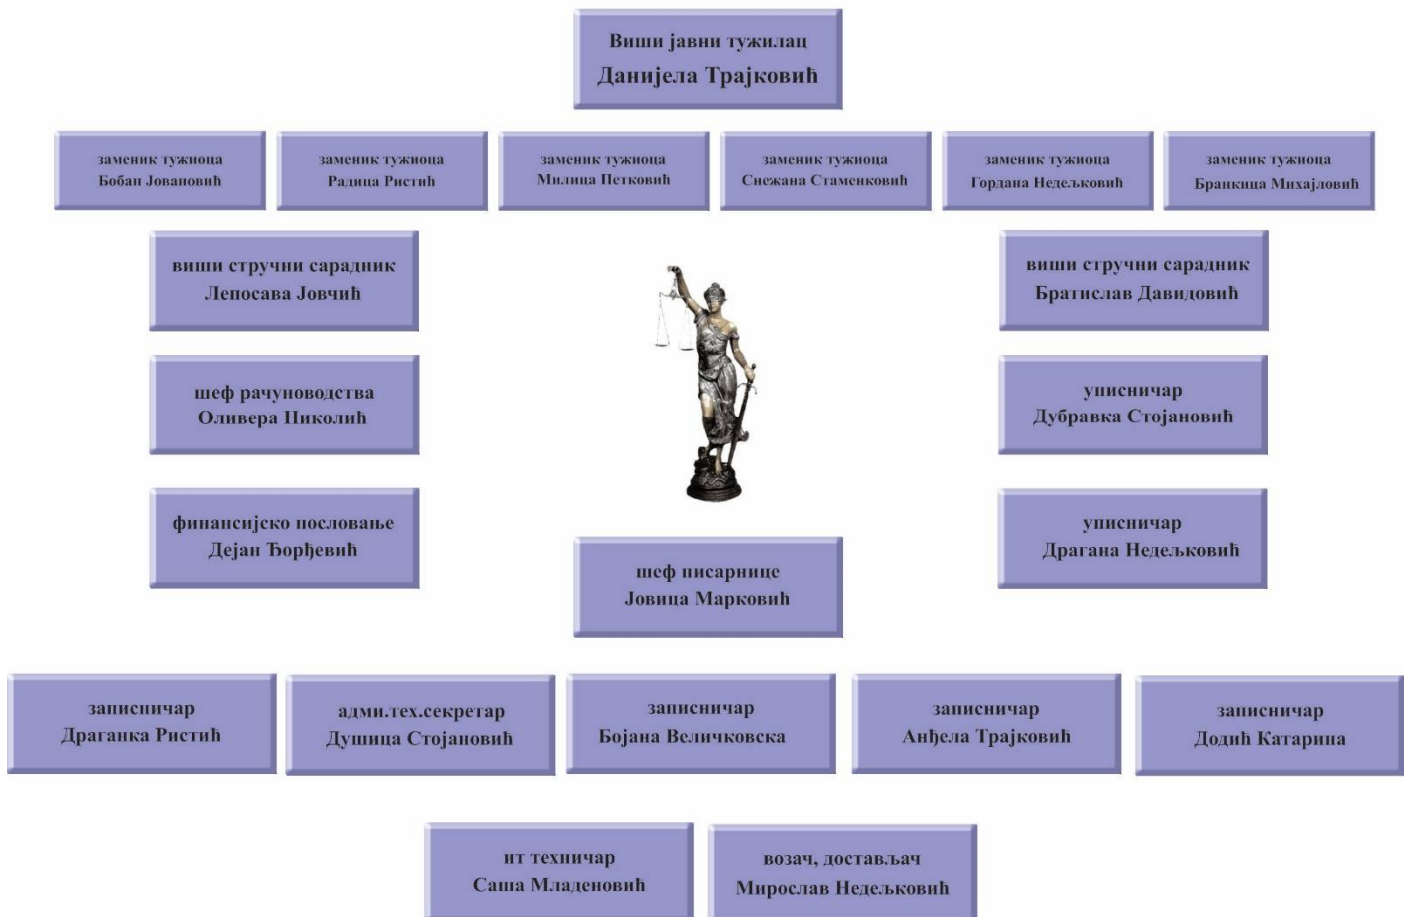 Виши јавни тужилац
Данијела Трајковић
заменик тужиоца
Бобан Јовановић
заменик тужиоца
Радица Ристић
заменик тужиоца
Милица Петковић
заменик тужиоца
Снежана Стаменковић
заменик тужиоца
Гордана Недељковић
заменик тужиоца
Бранкица Михајловић
виши стручни сарадник
Лепосава Јовчић
виши стручни сарадник
Братислав Давидовић
шеф рачуноводства
Оливера Николић
уписничар
Дубравка Стојановић
финансијско пословање
Дејан Ђорђевић
уписничар
Драгана Недељковић
шеф писарнице
Јовица Марковић
записничар
Драганка Ристић
адми.тех.секретар
Душица Стојановић
записничар
Бојана Величковска
записничар
Анђела Трајковић
записничар
Додић Катарина
ит техничар
Саша Младеновић
возач, достављач
Мирослав Недељковић